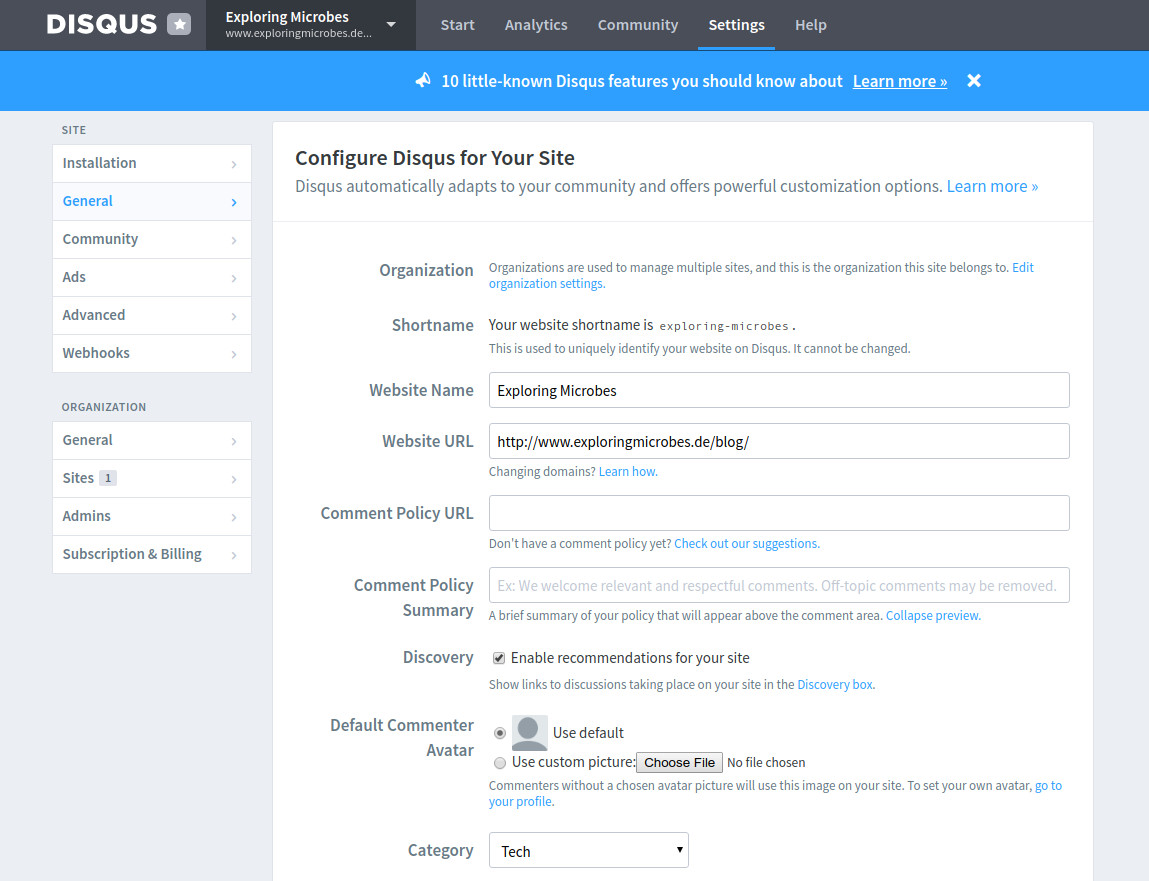 DISQUS
Exploring Microbes
www.exploringmicrobes.de...
Start
Analytics
Community
Settings
Help
10 little-known Disqus features you should know about Learn more »
SITE
Installation
General
Community
Ads
Advanced
Webhooks
ORGANIZATION
General
Sites 1
Admins
Subscription & Billing
Configure Disqus for Your Site
Disqus automatically adapts to your community and offers powerful customization options. Learn more »
Organization
Organizations are used to manage multiple sites, and this is the organization this site belongs to. Edit
organization settings.
Shortname
Your website shortname is exploring-microbes.
This is used to uniquely identify your website on Disqus. It cannot be changed.
Website Name
Exploring Microbes
Website URL
http://www.exploringmicrobes.de/blog/
Changing domains? Learn how.
Comment Policy URL
Don't have a comment policy yet? Check out our suggestions.
Comment Policy
Summary
Ex: We welcome relevant and respectful comments. Off-topic comments may be removed.
A brief summary of your policy that will appear above the comment area. Collapse preview.
Discovery
Enable recommendations for your site
Show links to discussions taking place on your site in the Discovery box.
Default Commenter
Avatar
Use default
Use custom picture: Choose File No file chosen
Commenters without a chosen avatar picture will use this image on your site. To set your own avatar, go to
your profile.
Category
Tech